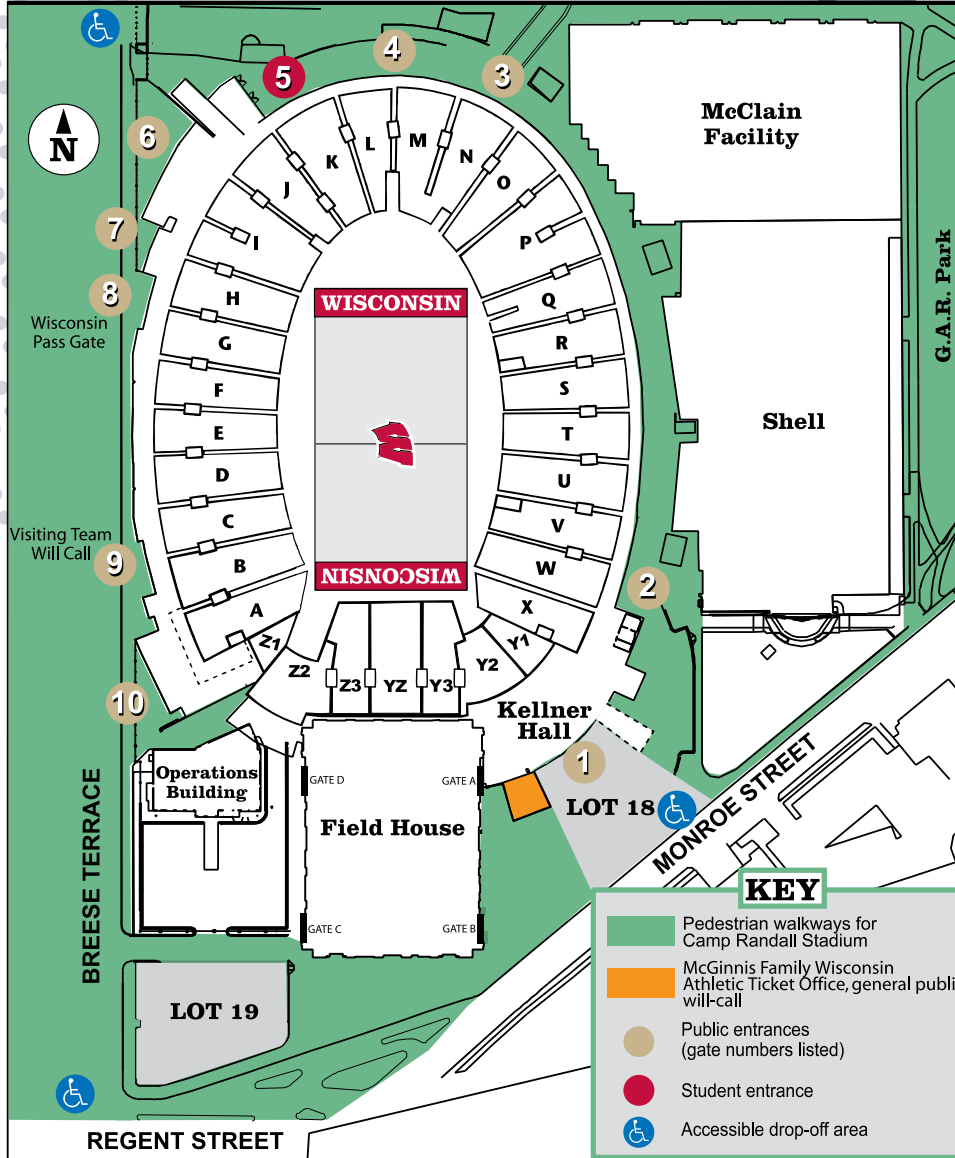 4
5
3
6
N
7
8
Wisconsin
Pass Gate
Visiting Team
Will Call
9
10
2
1
McClain
Facility
G.A.R. Park
Shell
L
M
K
N
J
O
I
P
H
Q
G
R
F
S
E
T
D
U
C
V
B
W
A
X
Z1
Z2
Z3
YZ
Y3
Y2
Y1
WISCONSIN
W
WISCONSIN
Kellner
Hall
Operations
Building
GATE D
GATE A
Field House
GATE C
GATE B
LOT 18
MONROE STREET
BREESE TERRACE
LOT 19
REGENT STREET
KEY
Pedestrian walkways for
Camp Randall Stadium
McGinnis Family Wisconsin
Athletic Ticket Office, general publi
will-call
Public entrances
(gate numbers listed)
Student entrance
Accessible drop-off area